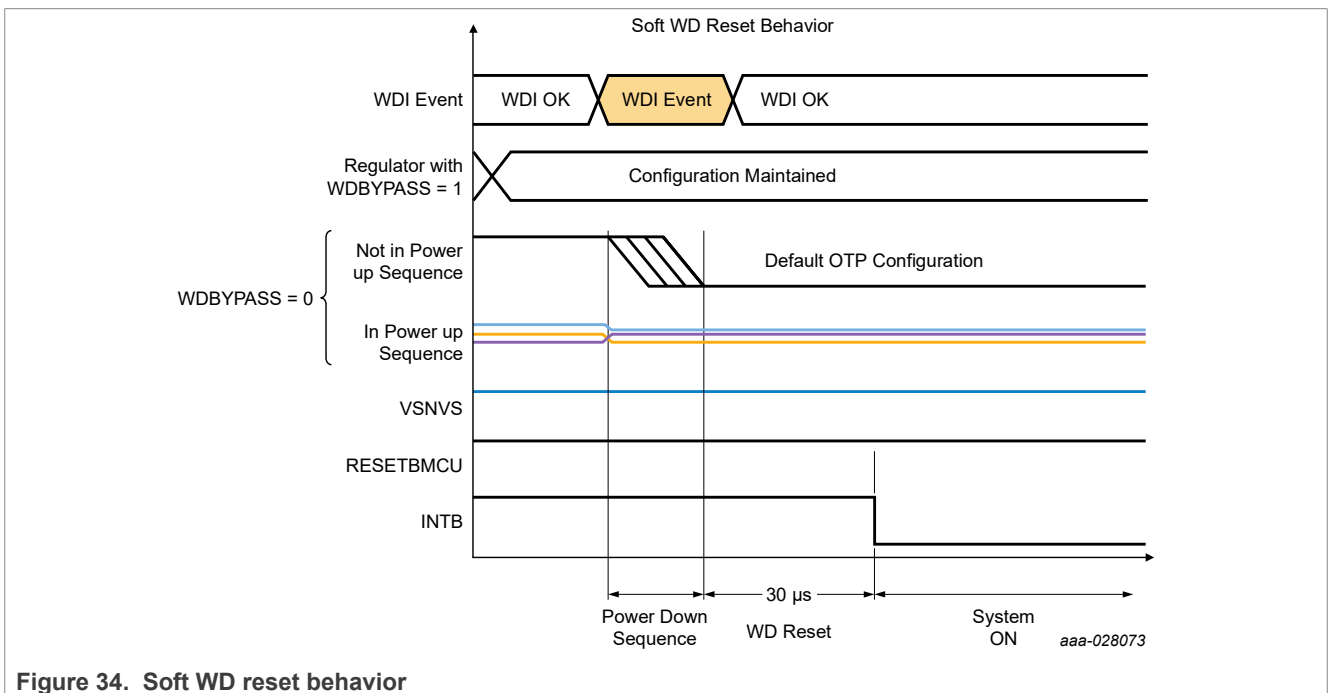 Soft WD Reset Behavior
WDI Event
WDI OK
WDI Event
WDI OK
Regulator with
WDBYPASS = 1
Configuration Maintained
WDBYPASS = 0
Not in Power
up Sequence
Default OTP Configuration
In Power up
Sequence
VSNVS
RESETBMCU
INTB
30 µs
Power Down
Sequence
WD Reset
System
ON
aaa-028073
Figure 34. Soft WD reset behavior